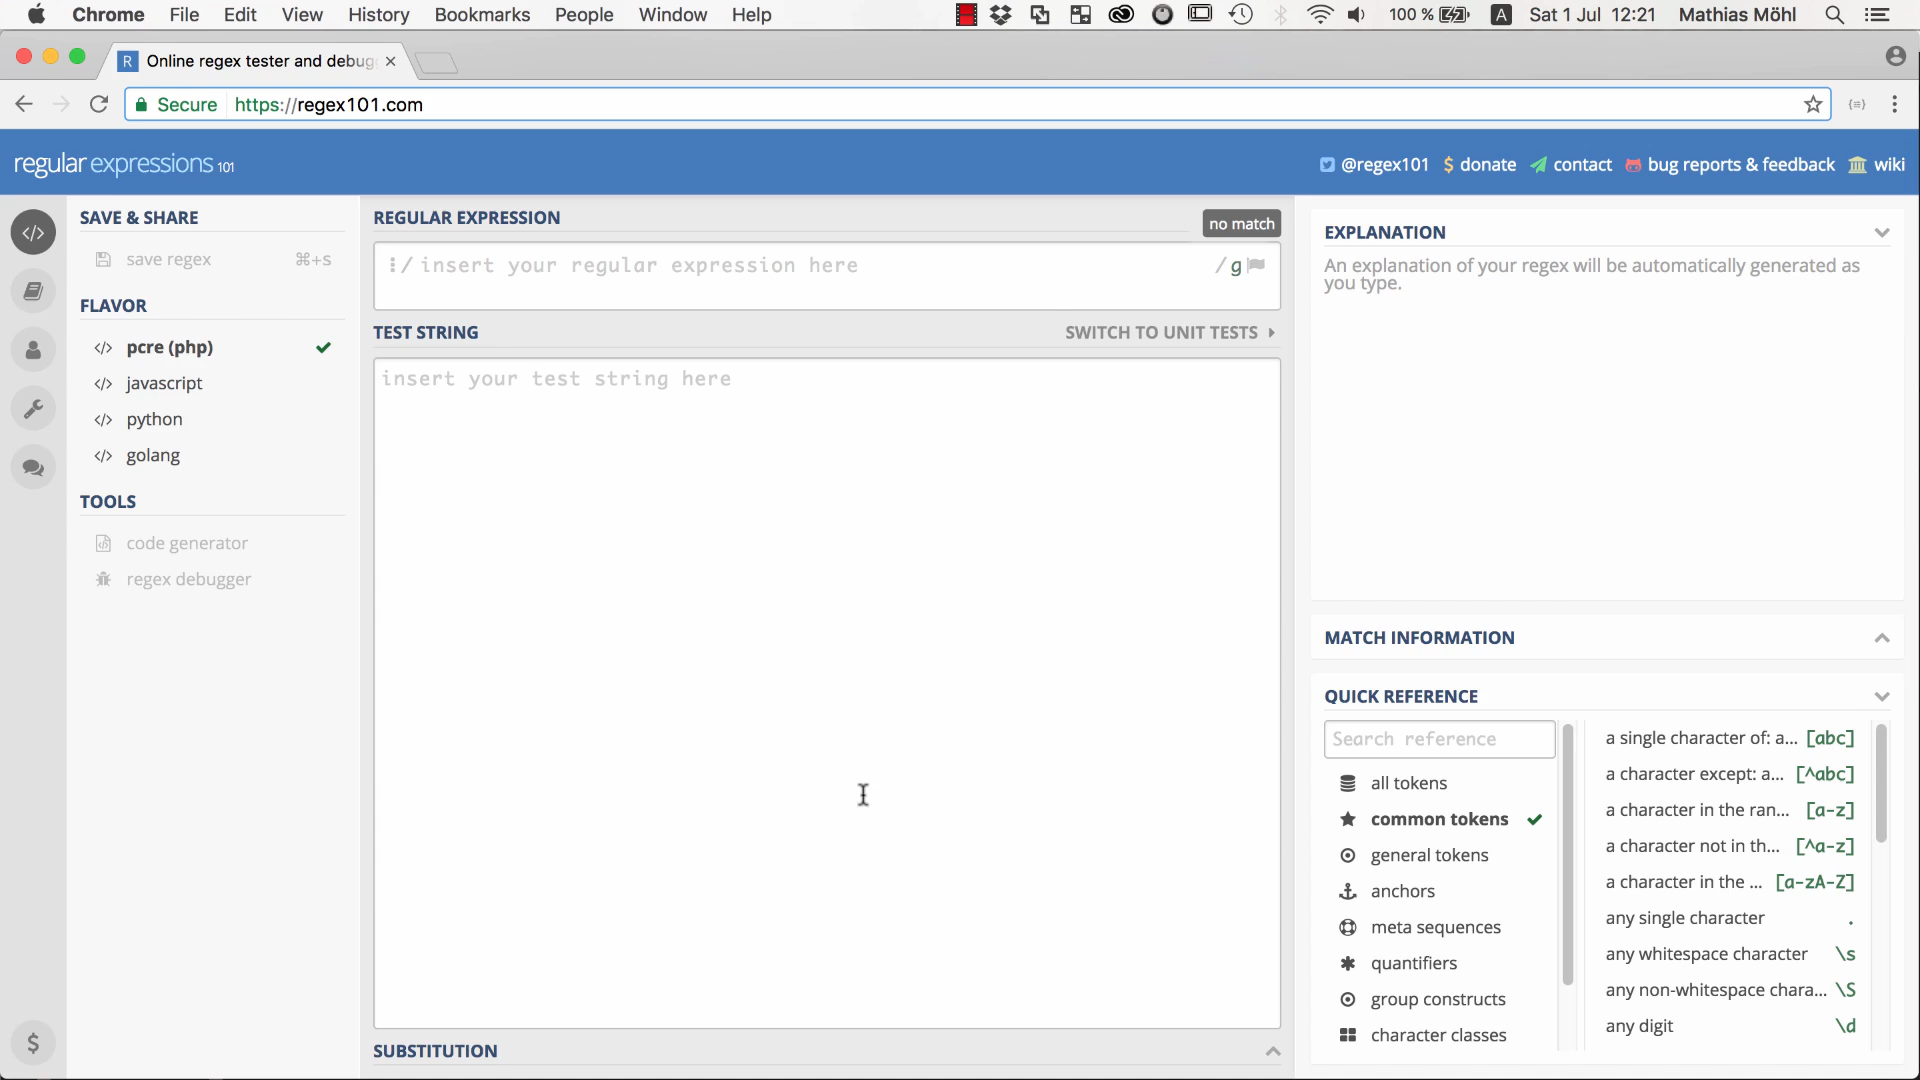 Chrome File Edit View History Bookmarks People Window Help 100 % A Sat 1 Jul 12:21 Mathias Möhl
R Online regex tester and debug
Secure https://regex101.com
regular expressions 101
@regex101 $ donate contact bug reports & feedback wiki
SAVE & SHARE
save regex ⌘+s
FLAVOR
</> pcre (php)
</> javascript
</> python
</> golang
TOOLS
code generator
regex debugger
$
REGULAR EXPRESSION
no match
/ insert your regular expression here / g
TEST STRING
SWITCH TO UNIT TESTS
insert your test string here
SUBSTITUTION
EXPLANATION
An explanation of your regex will be automatically generated as
you type.
MATCH INFORMATION
QUICK REFERENCE
Search reference
all tokens
common tokens
general tokens
anchors
meta sequences
quantifiers
group constructs
character classes
a single character of: a... [abc]
a character except: a... [^abc]
a character in the ran... [a-z]
a character not in th... [^a-z]
a character in the ... [a-zA-Z]
any single character .
any whitespace character \s
any non-whitespace chara... \S
any digit \d